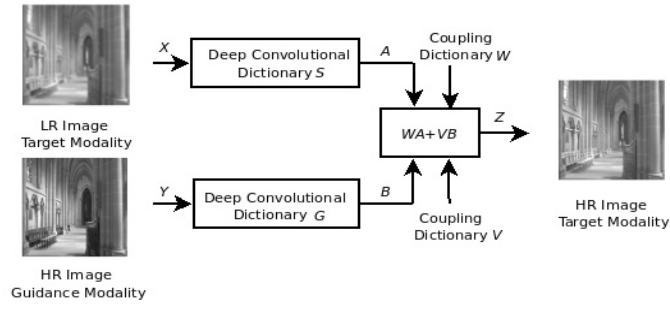 X
Deep Convolutional
Dictionary S
A
Coupling
Dictionary W
LR Image
Target Modality
WA+VB
Z
Y
Deep Convolutional
Dictionary G
B
Coupling
Dictionary V
HR Image
Target Modality
HR Image
Guidance Modality